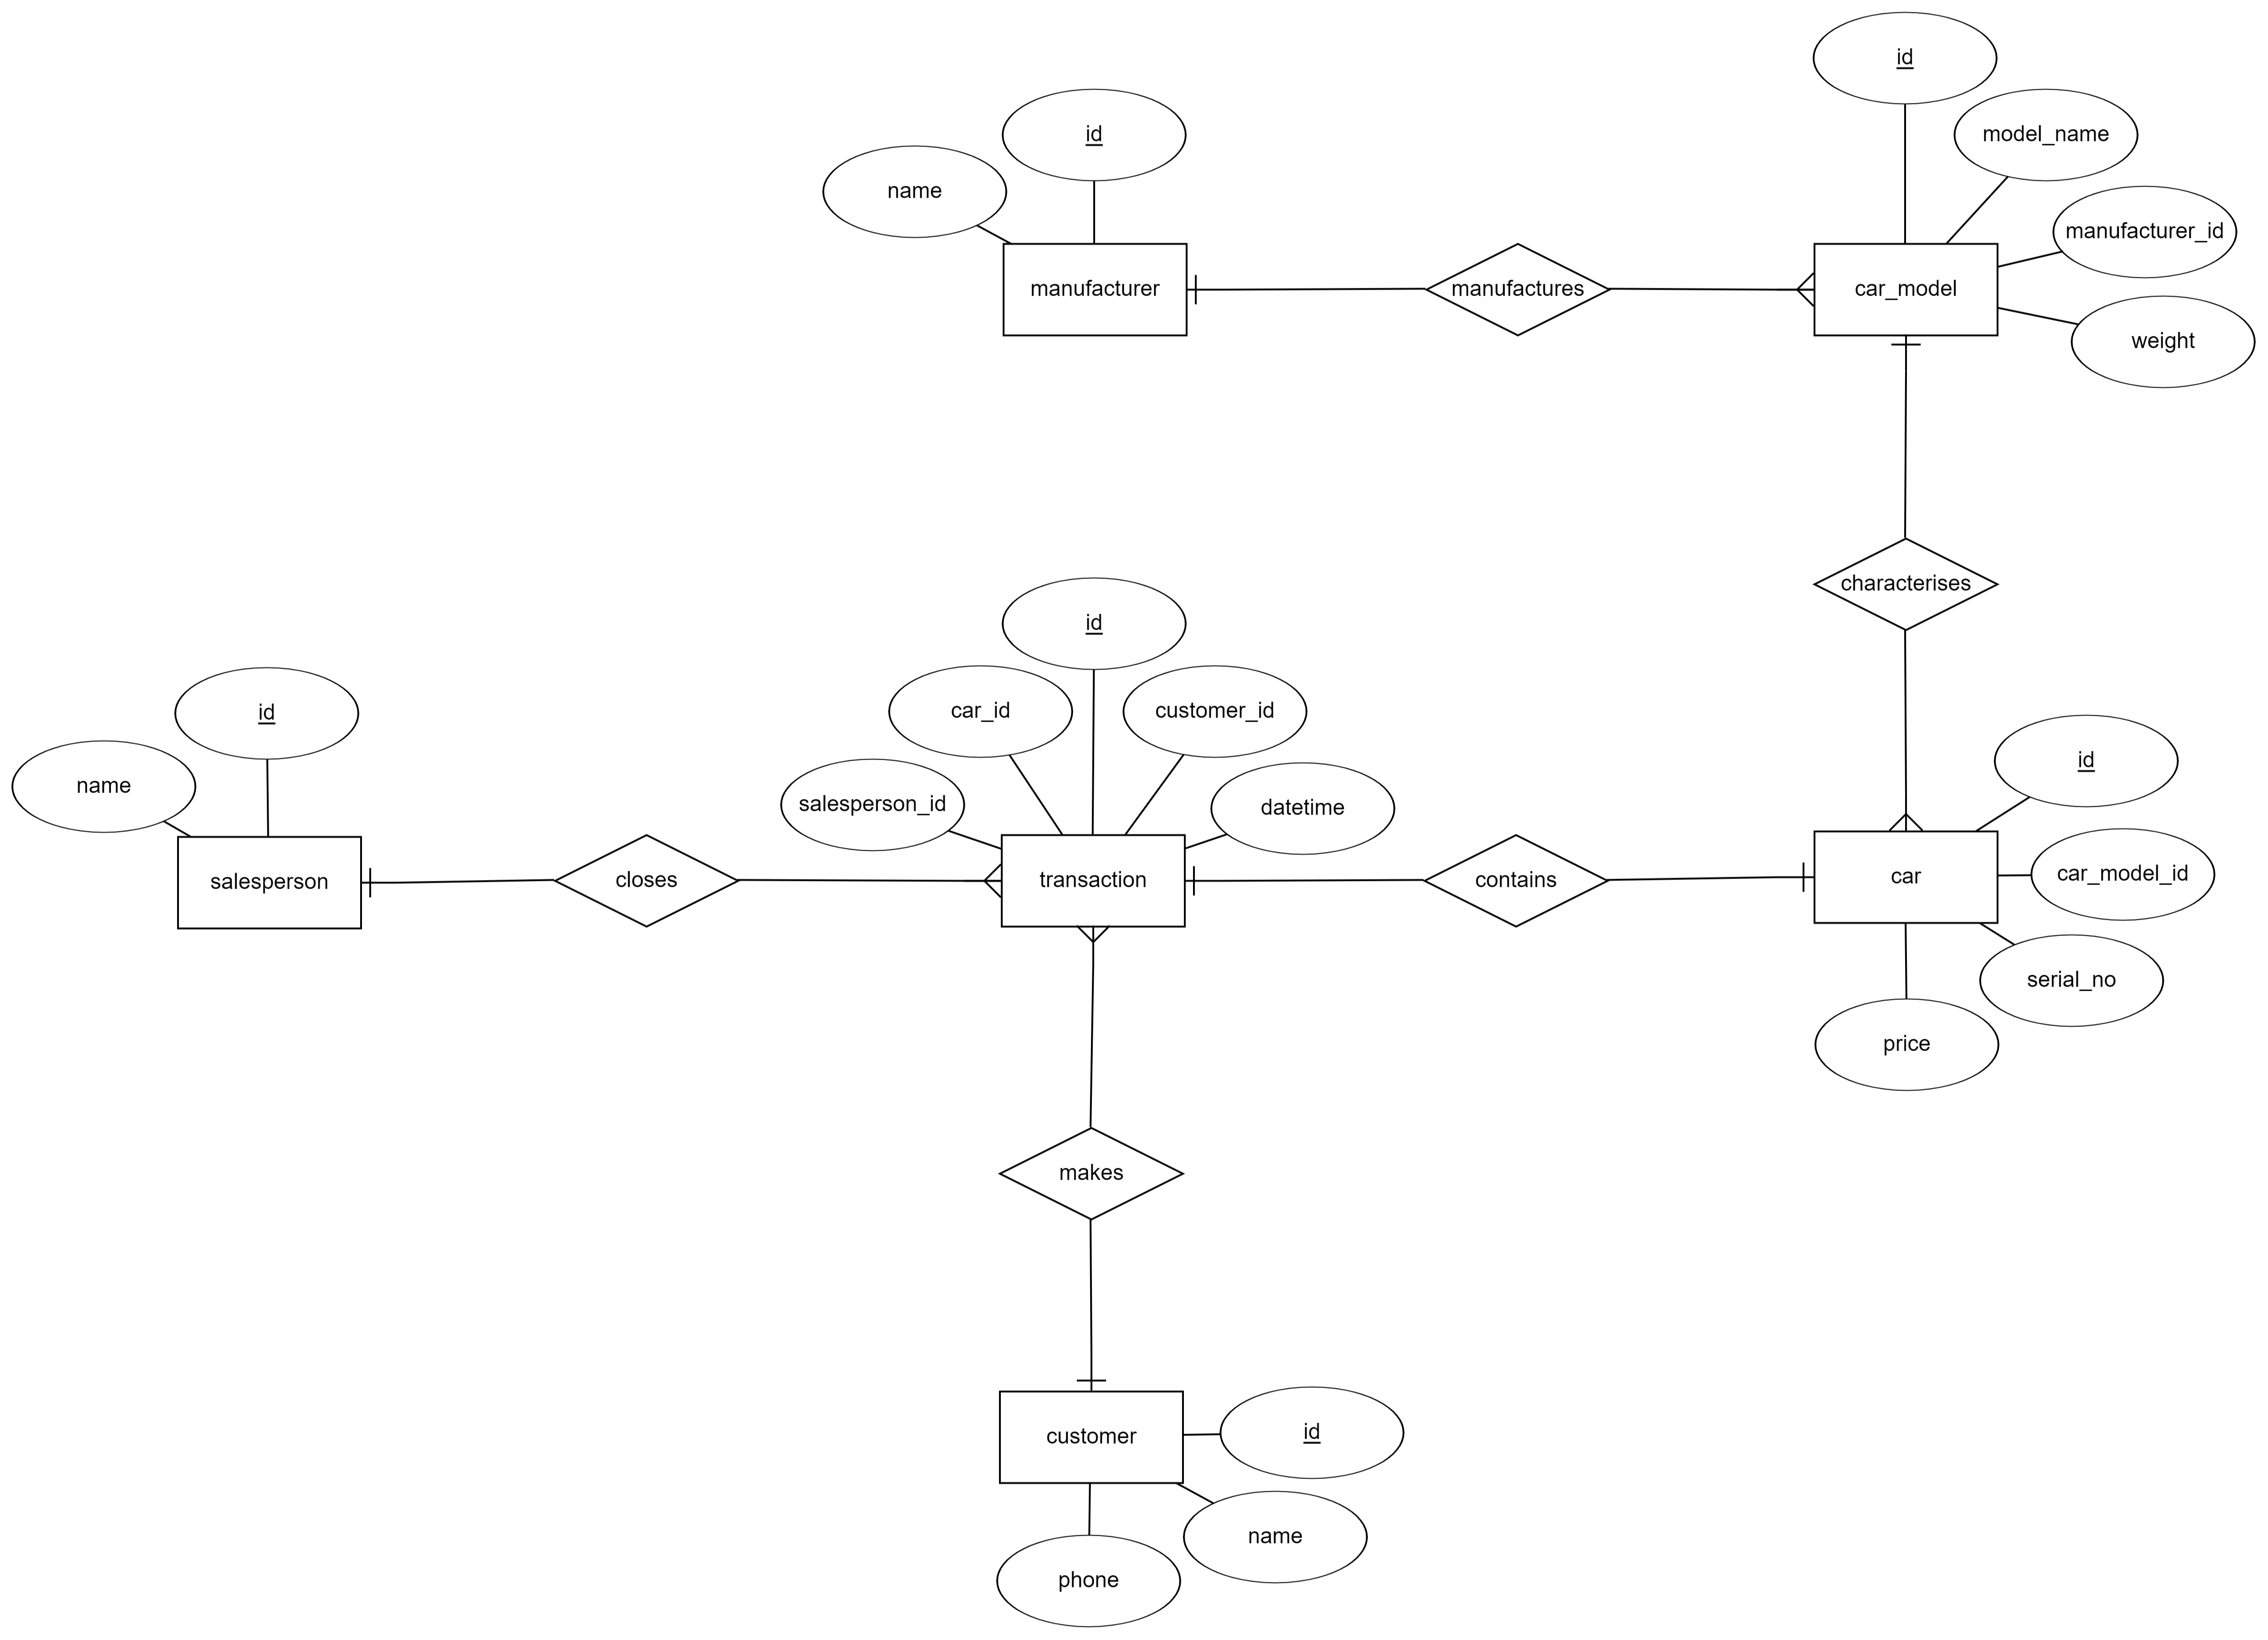 id
model_name
manufacturer_id
weight
id
name
manufacturer
manufactures
car_model
characterises
id
name
salesperson
closes
id
car_id
customer_id
salesperson_id
datetime
transaction
contains
car
id
car_model_id
serial_no
price
makes
customer
id
name
phone